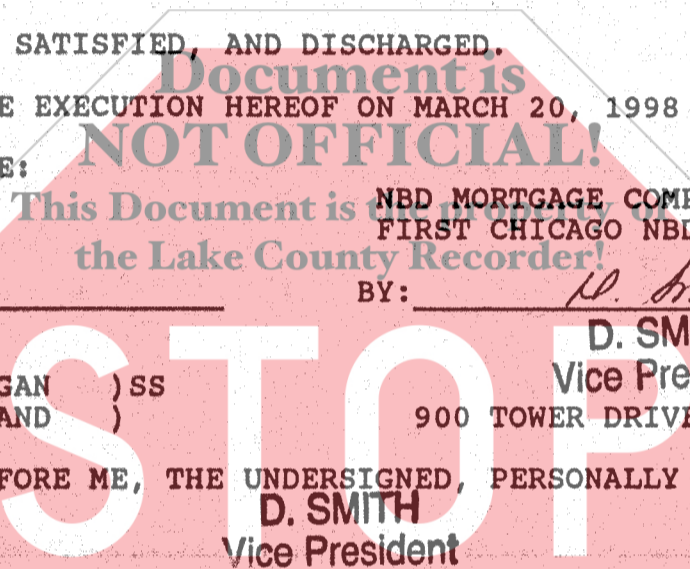 SATISFIED, AND DISCHARGED.
Document is
E EXECUTION HEREOF ON MARCH 20, 1998
NOT OFFICIAL!
E:
This Document is the property of
NBD MORTGAGE COMP
FIRST CHICAGO NBD
the Lake County Recorder!
BY:
D. SM
Vice Pre
STOP
GAN )SS
AND )
900 TOWER DRIVE
FORE ME, THE UNDERSIGNED, PERSONALLY
D. SMITH
Vice President